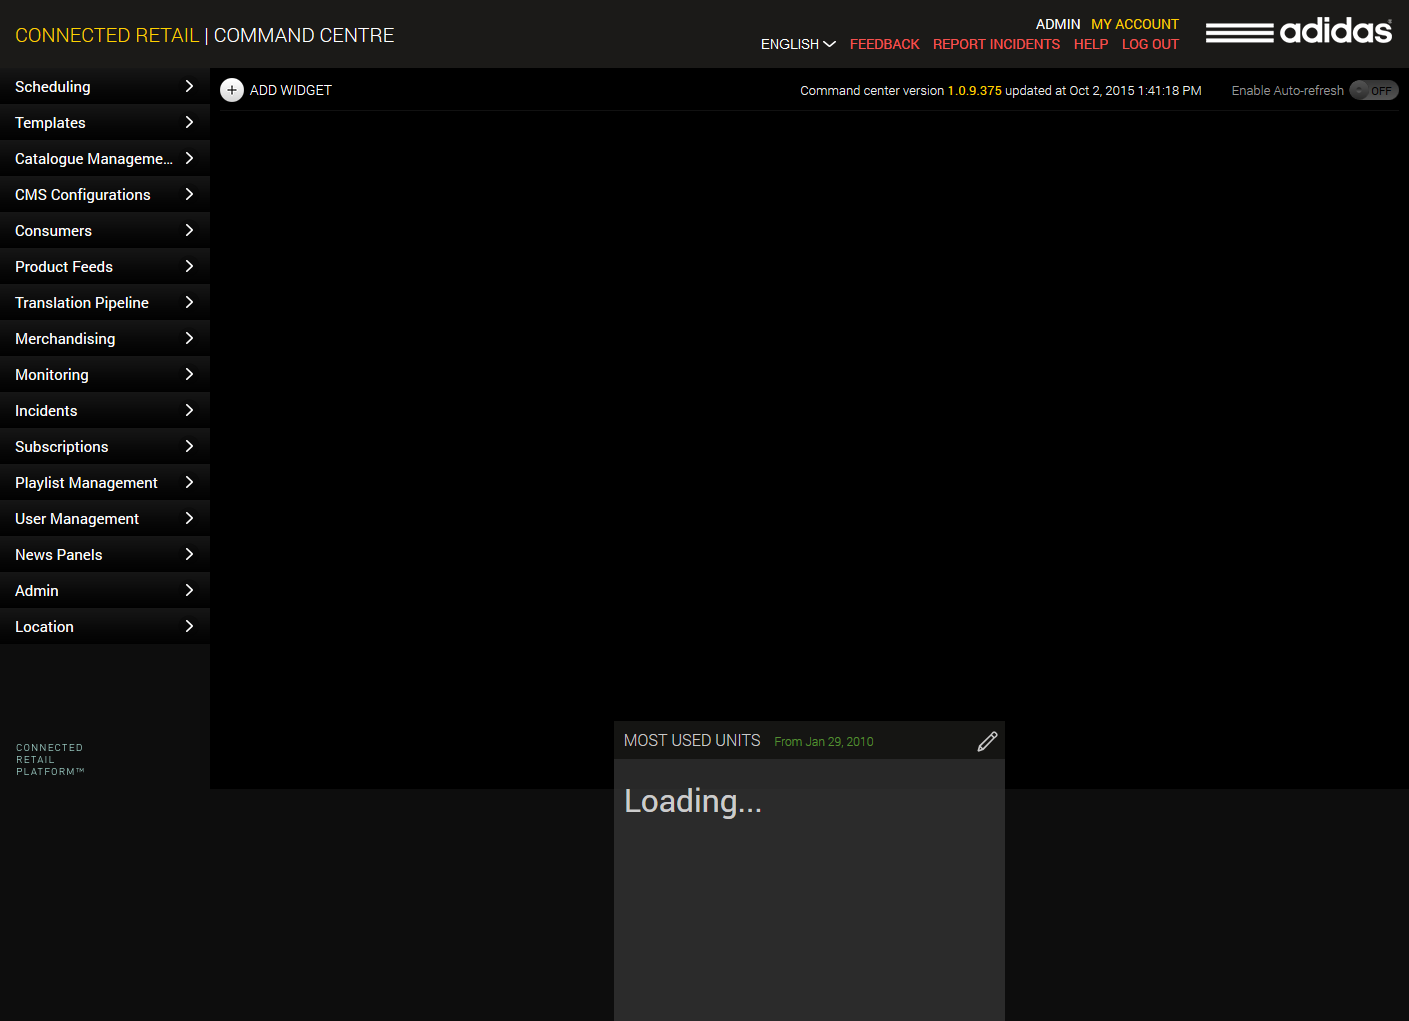 CONNECTED RETAIL | COMMAND CENTRE
ADMIN MY ACCOUNT
ENGLISH FEEDBACK REPORT INCIDENTS HELP LOG OUT
adidas
ADD WIDGET
Command center version 1.0.9.375 updated at Oct 2, 2015 1:41:18 PM
Enable Auto-refresh OFF
Scheduling
Templates
Catalogue Manageme...
CMS Configurations
Consumers
Product Feeds
Translation Pipeline
Merchandising
Monitoring
Incidents
Subscriptions
Playlist Management
User Management
News Panels
Admin
Location
CONNECTED
RETAIL
PLATFORM™
MOST USED UNITS From Jan 29, 2010
Loading...